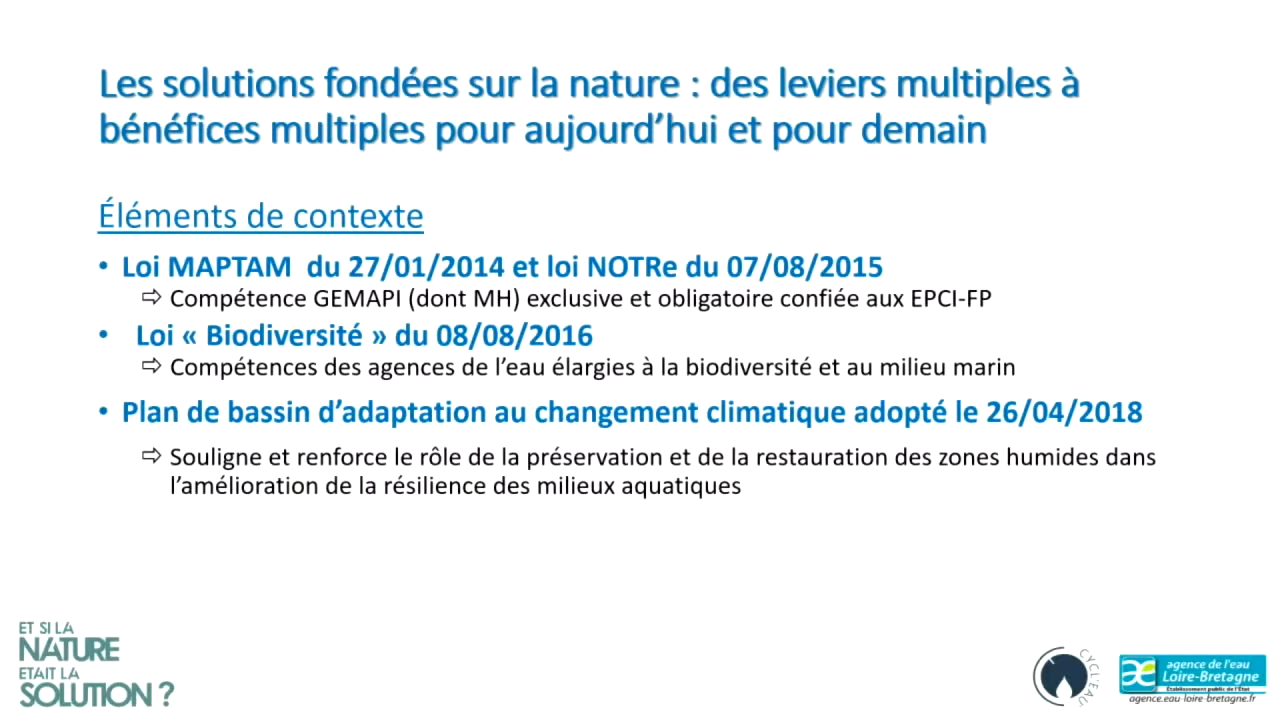 Les solutions fondées sur la nature : des leviers multiples à
bénéfices multiples pour aujourd’hui et pour demain
Éléments de contexte
• Loi MAPTAM du 27/01/2014 et loi NOTRe du 07/08/2015
⇨ Compétence GEMAPI (dont MH) exclusive et obligatoire confiée aux EPCI-FP
• Loi « Biodiversité » du 08/08/2016
⇨ Compétences des agences de l’eau élargies à la biodiversité et au milieu marin
• Plan de bassin d’adaptation au changement climatique adopté le 26/04/2018
⇨ Souligne et renforce le rôle de la préservation et de la restauration des zones humides dans
l’amélioration de la résilience des milieux aquatiques
ET SI LA
NATURE
ETAIT LA
SOLUTION ?
CYCL'EAU
agence de l'eau
Loire-Bretagne
Établissement public de l'État
agence.eau-loire-bretagne.fr